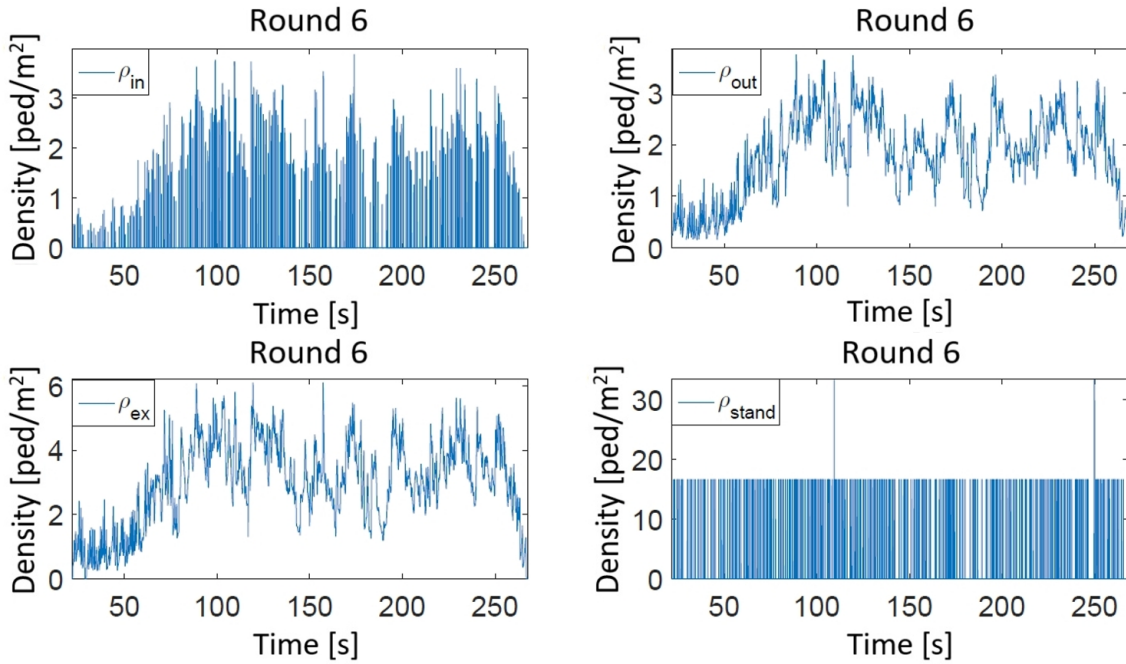 Round 6
Density [ped/m²]
ρin
3
2
1
0
50 100 150 200 250
Time [s]
Round 6
Density [ped/m²]
ρout
3
2
1
0
50 100 150 200 250
Time [s]
Round 6
Density [ped/m²]
ρex
6
4
2
0
50 100 150 200 250
Time [s]
Round 6
Density [ped/m²]
ρstand
30
20
10
0
50 100 150 200 250
Time [s]